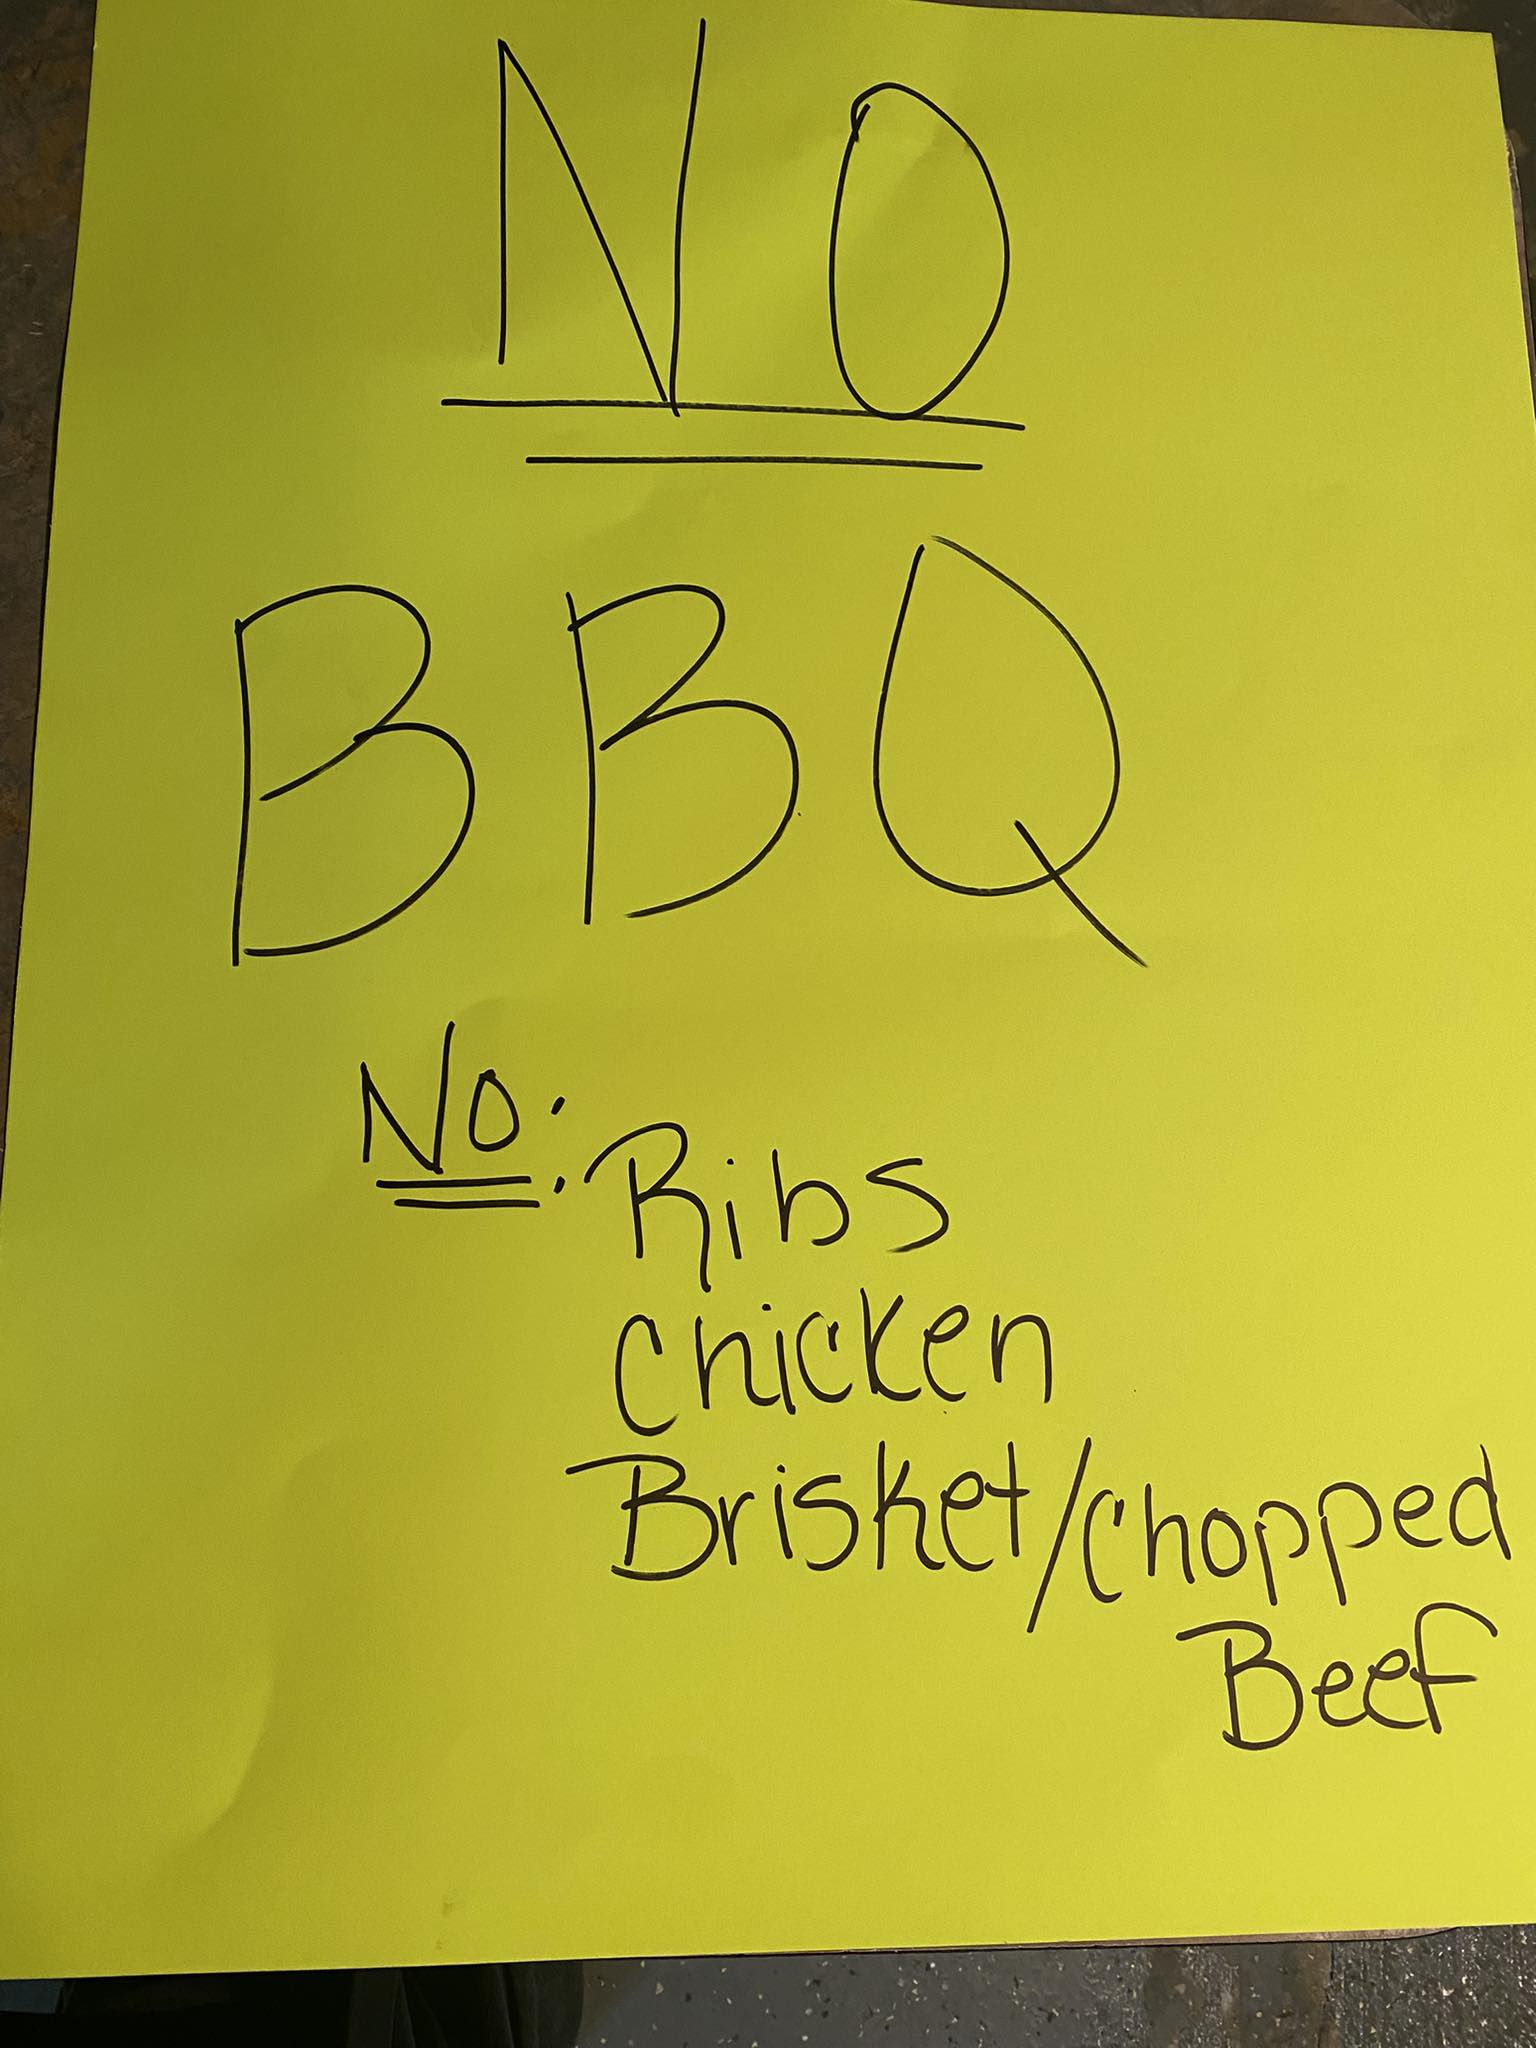 NO
BBQ
No: Ribs
Chicken
Brisket/Chopped
Beef